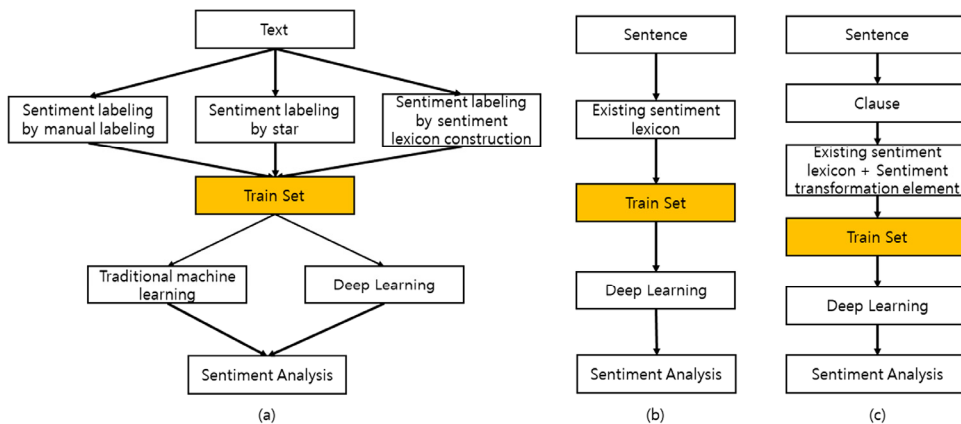 Text
Sentiment labeling
by manual labeling
Sentiment labeling
by star
Sentiment labeling
by sentiment
lexicon construction
Train Set
Traditional machine
learning
Deep Learning
Sentiment Analysis
(a)
Sentence
Existing sentiment
lexicon
Train Set
Deep Learning
Sentiment Analysis
(b)
Sentence
Clause
Existing sentiment
lexicon + Sentiment
transformation element
Train Set
Deep Learning
Sentiment Analysis
(c)